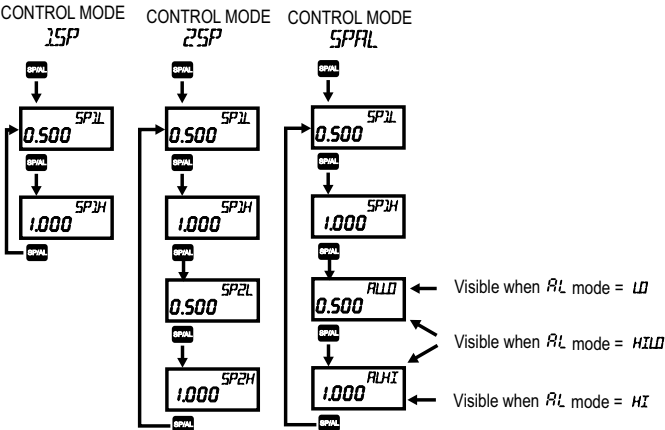 CONTROL MODE
1SP
SP/AL
SP1L
0.500
SP/AL
SP1H
1.000
SP/AL
CONTROL MODE
2SP
SP/AL
SP1L
0.500
SP/AL
SP1H
1.000
SP/AL
SP2L
0.500
SP/AL
SP2H
1.000
SP/AL
CONTROL MODE
SPAL
SP/AL
SP1L
0.500
SP/AL
SP1H
1.000
SP/AL
ALLO
0.500
SP/AL
ALHI
1.000
SP/AL
Visible when AL mode = LO
Visible when AL mode = HILO
Visible when AL mode = HI